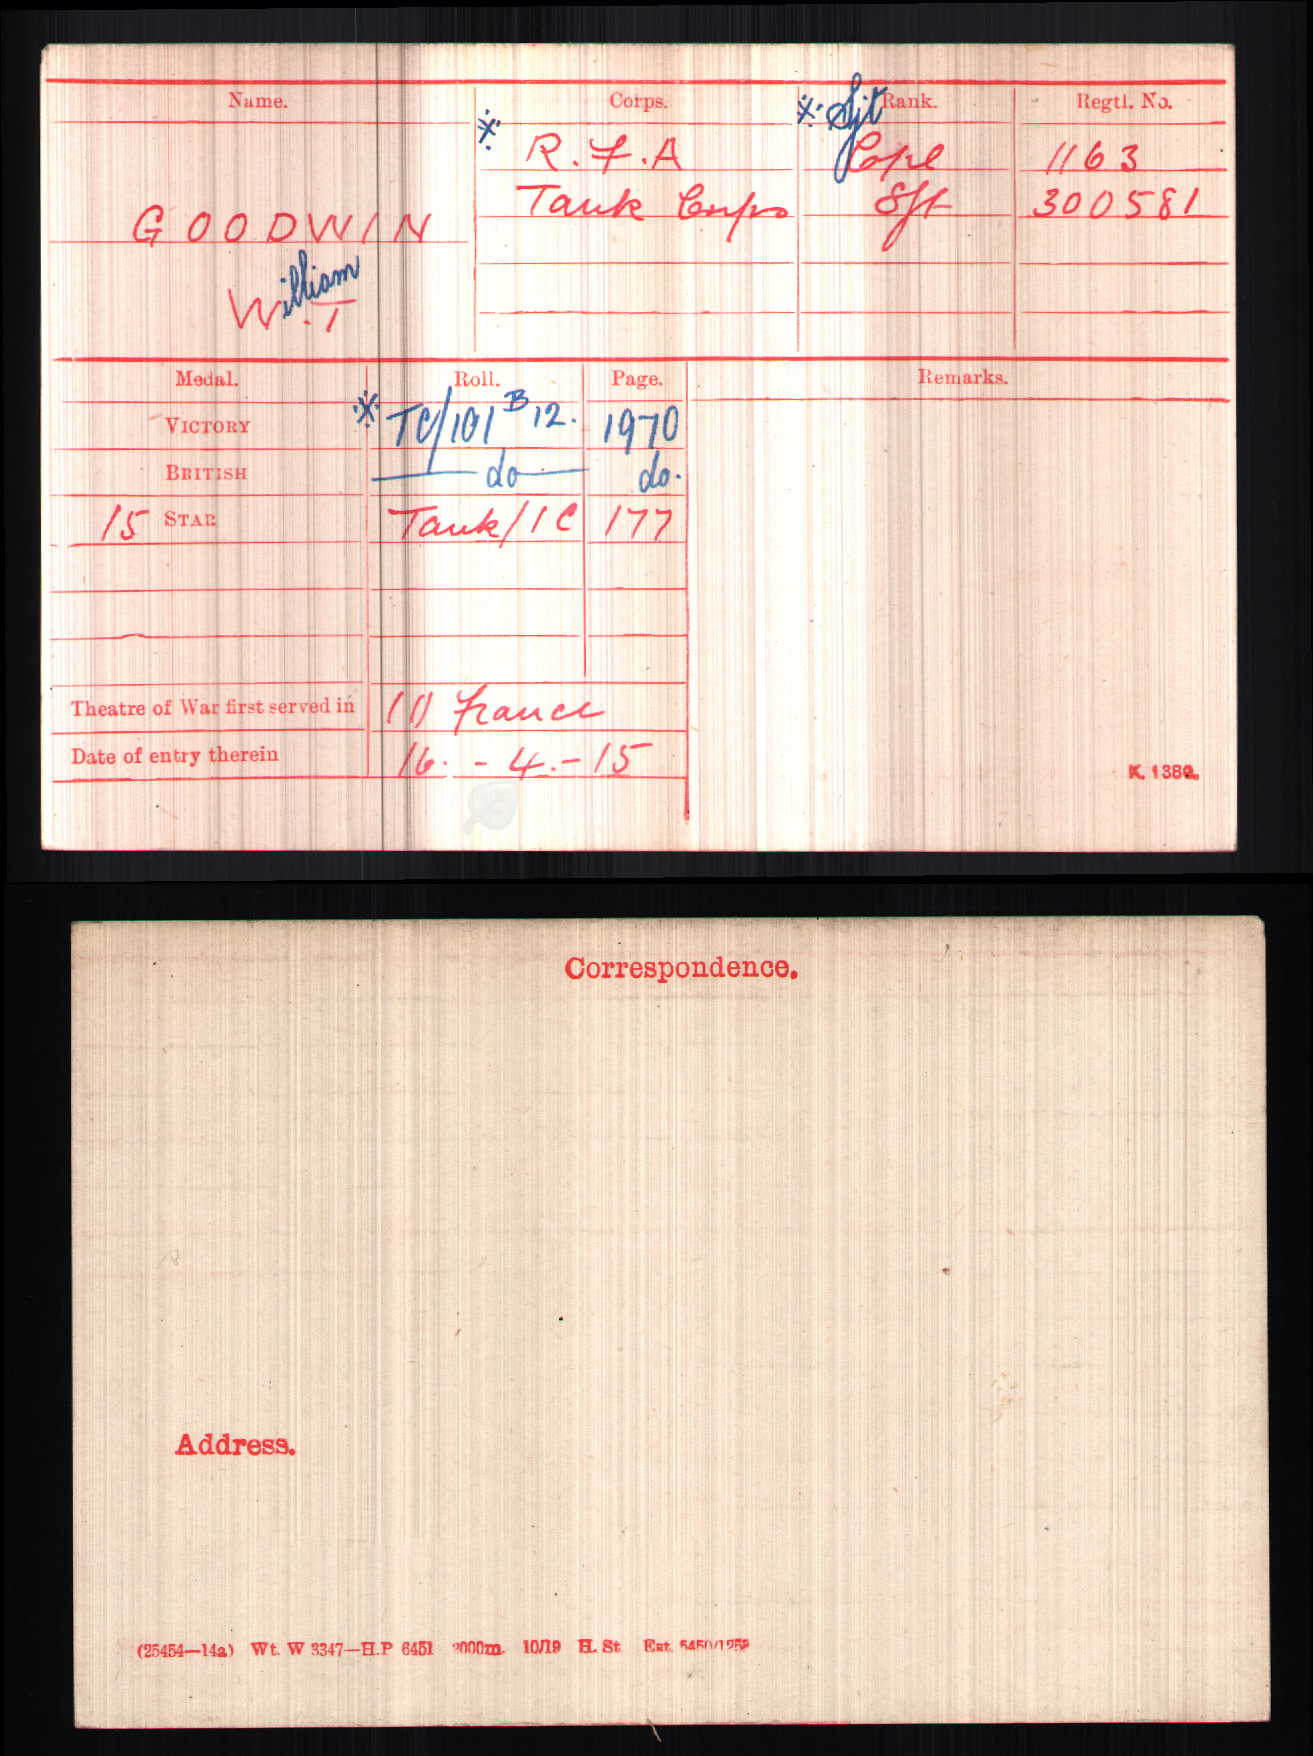 Name. Corps. Rank. Regtl. No.
※ ※ Sjt
R.F.A Copl 1163
Tank Corps Sjt 300581
GOODWIN
William
W.T
Medal. Roll. Page. Remarks.
VICTORY ※ TC/101 B 12. 1970
BRITISH do do.
15 STAR Tank/1C 177
Theatre of War first served in (1) France
Date of entry therein 16.-4.-15
K. 1380.
Correspondence.
Address.
(25454—14a) Wt. W 3347—H.P 6451 2000m. 10/19 H. St Est.